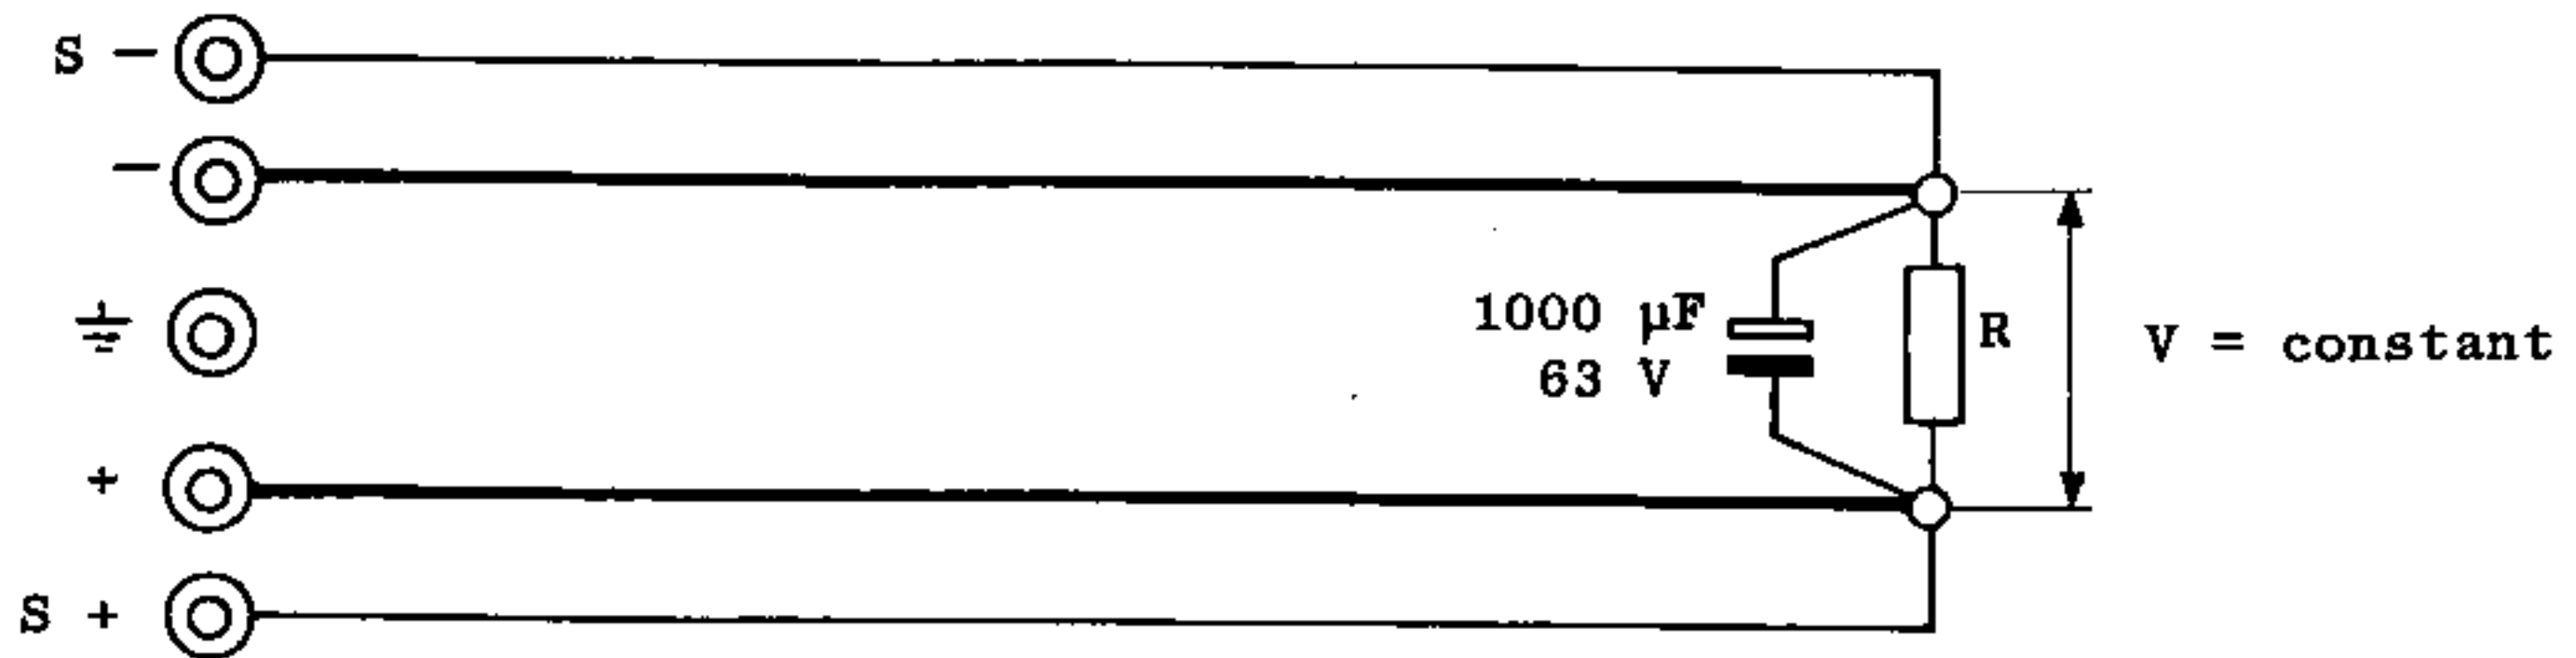 S −
−
1000 µF
63 V
R
V = constant
+
S +